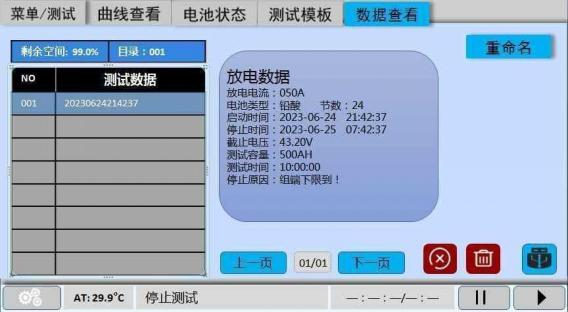 菜单/测试 曲线查看 电池状态 测试模板 数据查看
剩余空间: 99.0% 目录：001
重命名
NO 测试数据
001 20230624214237
放电数据
放电电流：050A
电池类型：铅酸 节数：24
启动时间：2023-06-24 21:42:37
停止时间：2023-06-25 07:42:37
截止电压：43.20V
测试容量：500AH
测试时间：10:00:00
停止原因：组端下限到！
上一页 01/01 下一页
AT: 29.9°C 停止测试 —：—：—/—：—